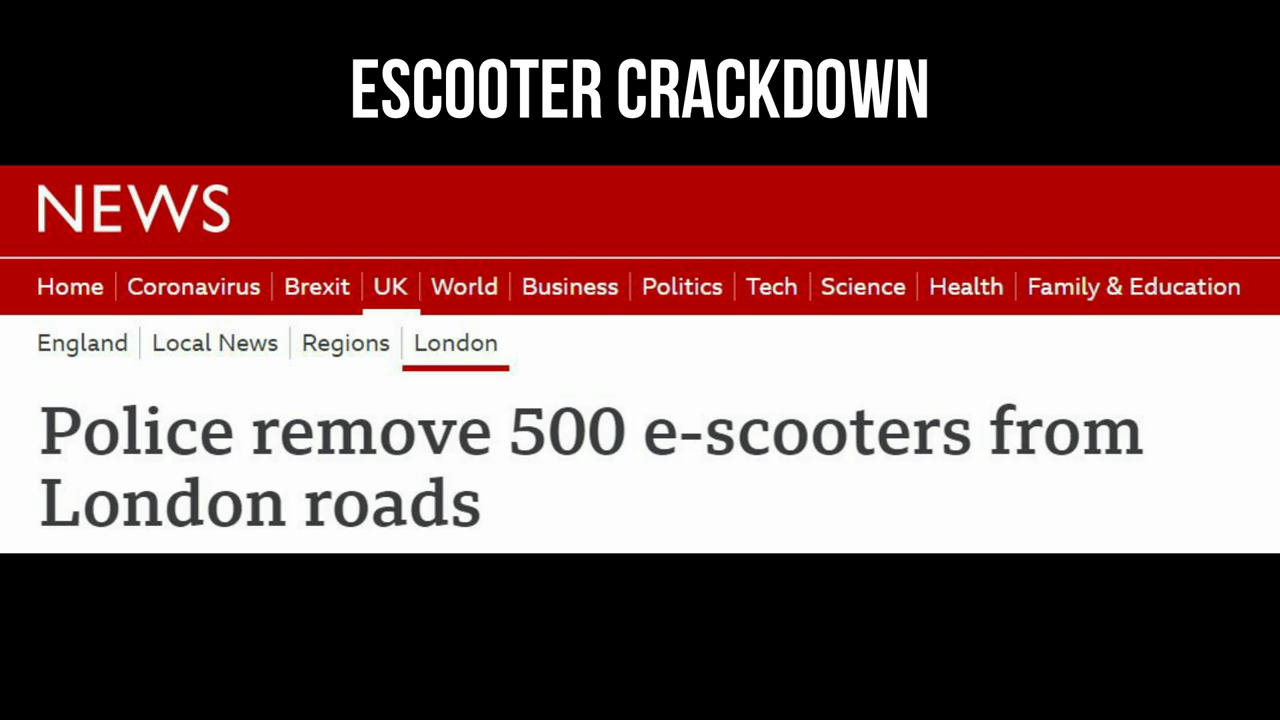 ESCOOTER CRACKDOWN
NEWS
Home Coronavirus Brexit UK World Business Politics Tech Science Health Family & Education
England Local News Regions London
Police remove 500 e-scooters from
London roads